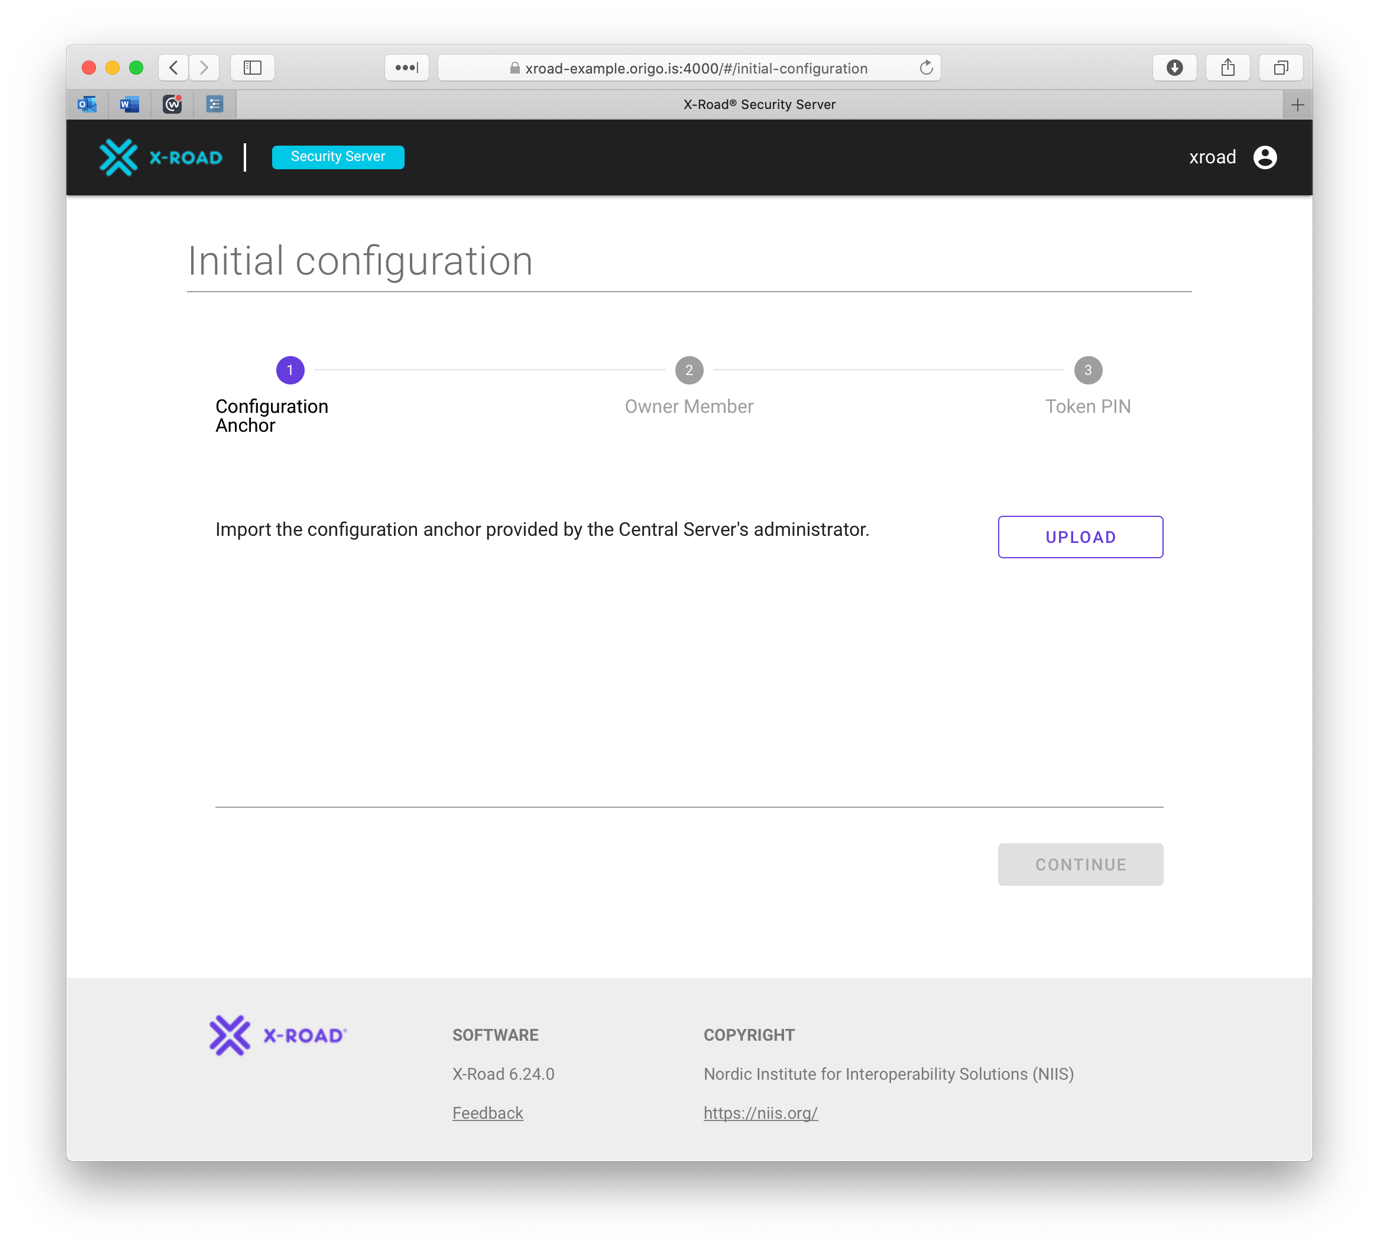 xroad-example.origo.is:4000/#/initial-configuration
X-Road® Security Server
X-ROAD
Security Server
xroad
Initial configuration
1
2
3
Configuration
Anchor
Owner Member
Token PIN
Import the configuration anchor provided by the Central Server's administrator.
UPLOAD
CONTINUE
X-ROAD®
SOFTWARE
COPYRIGHT
X-Road 6.24.0
Nordic Institute for Interoperability Solutions (NIIS)
Feedback
https://niis.org/